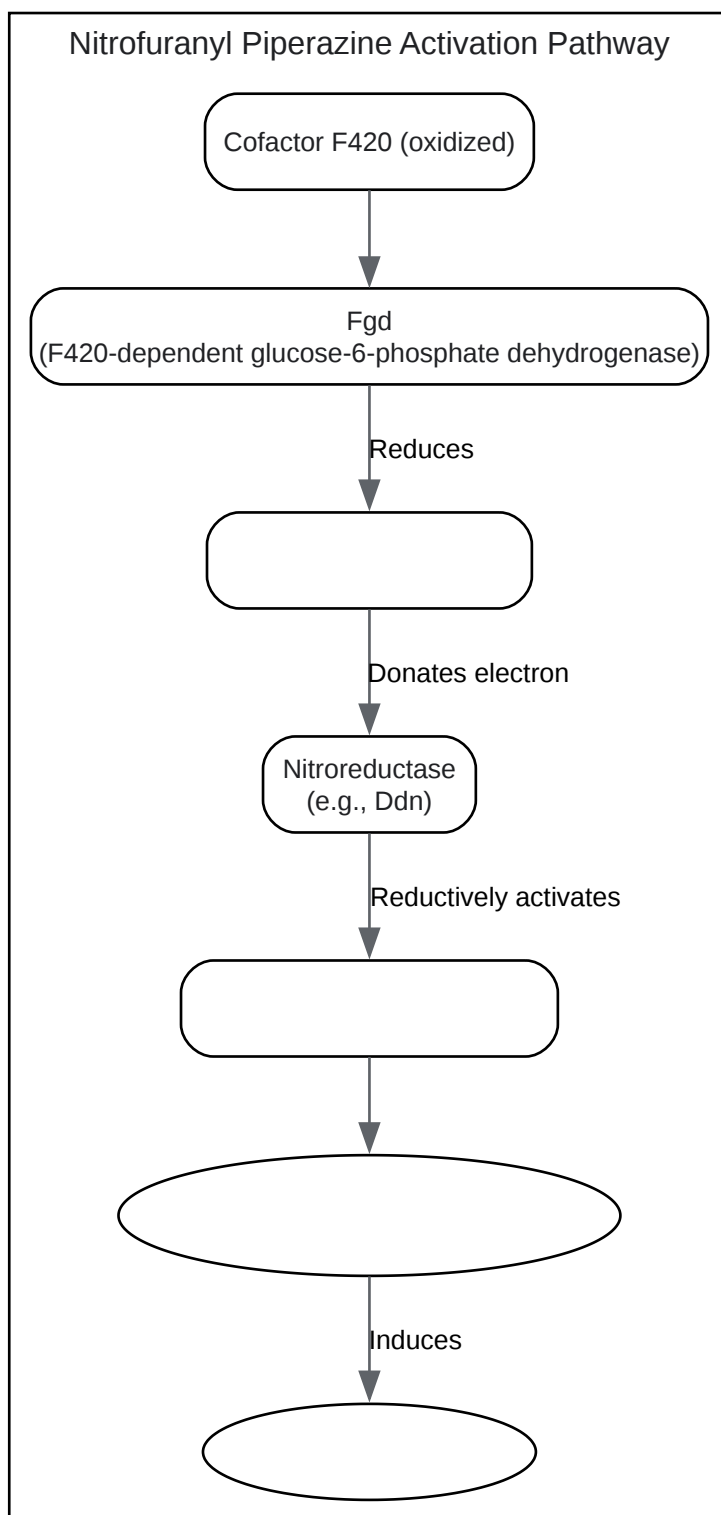 Nitrofuranyl Piperazine Activation Pathway
Cofactor F420 (oxidized)
Fgd
(F420-dependent glucose-6-phosphate dehydrogenase)
Reduces
Donates electron
Nitroreductase
(e.g., Ddn)
Reductively activates
Induces